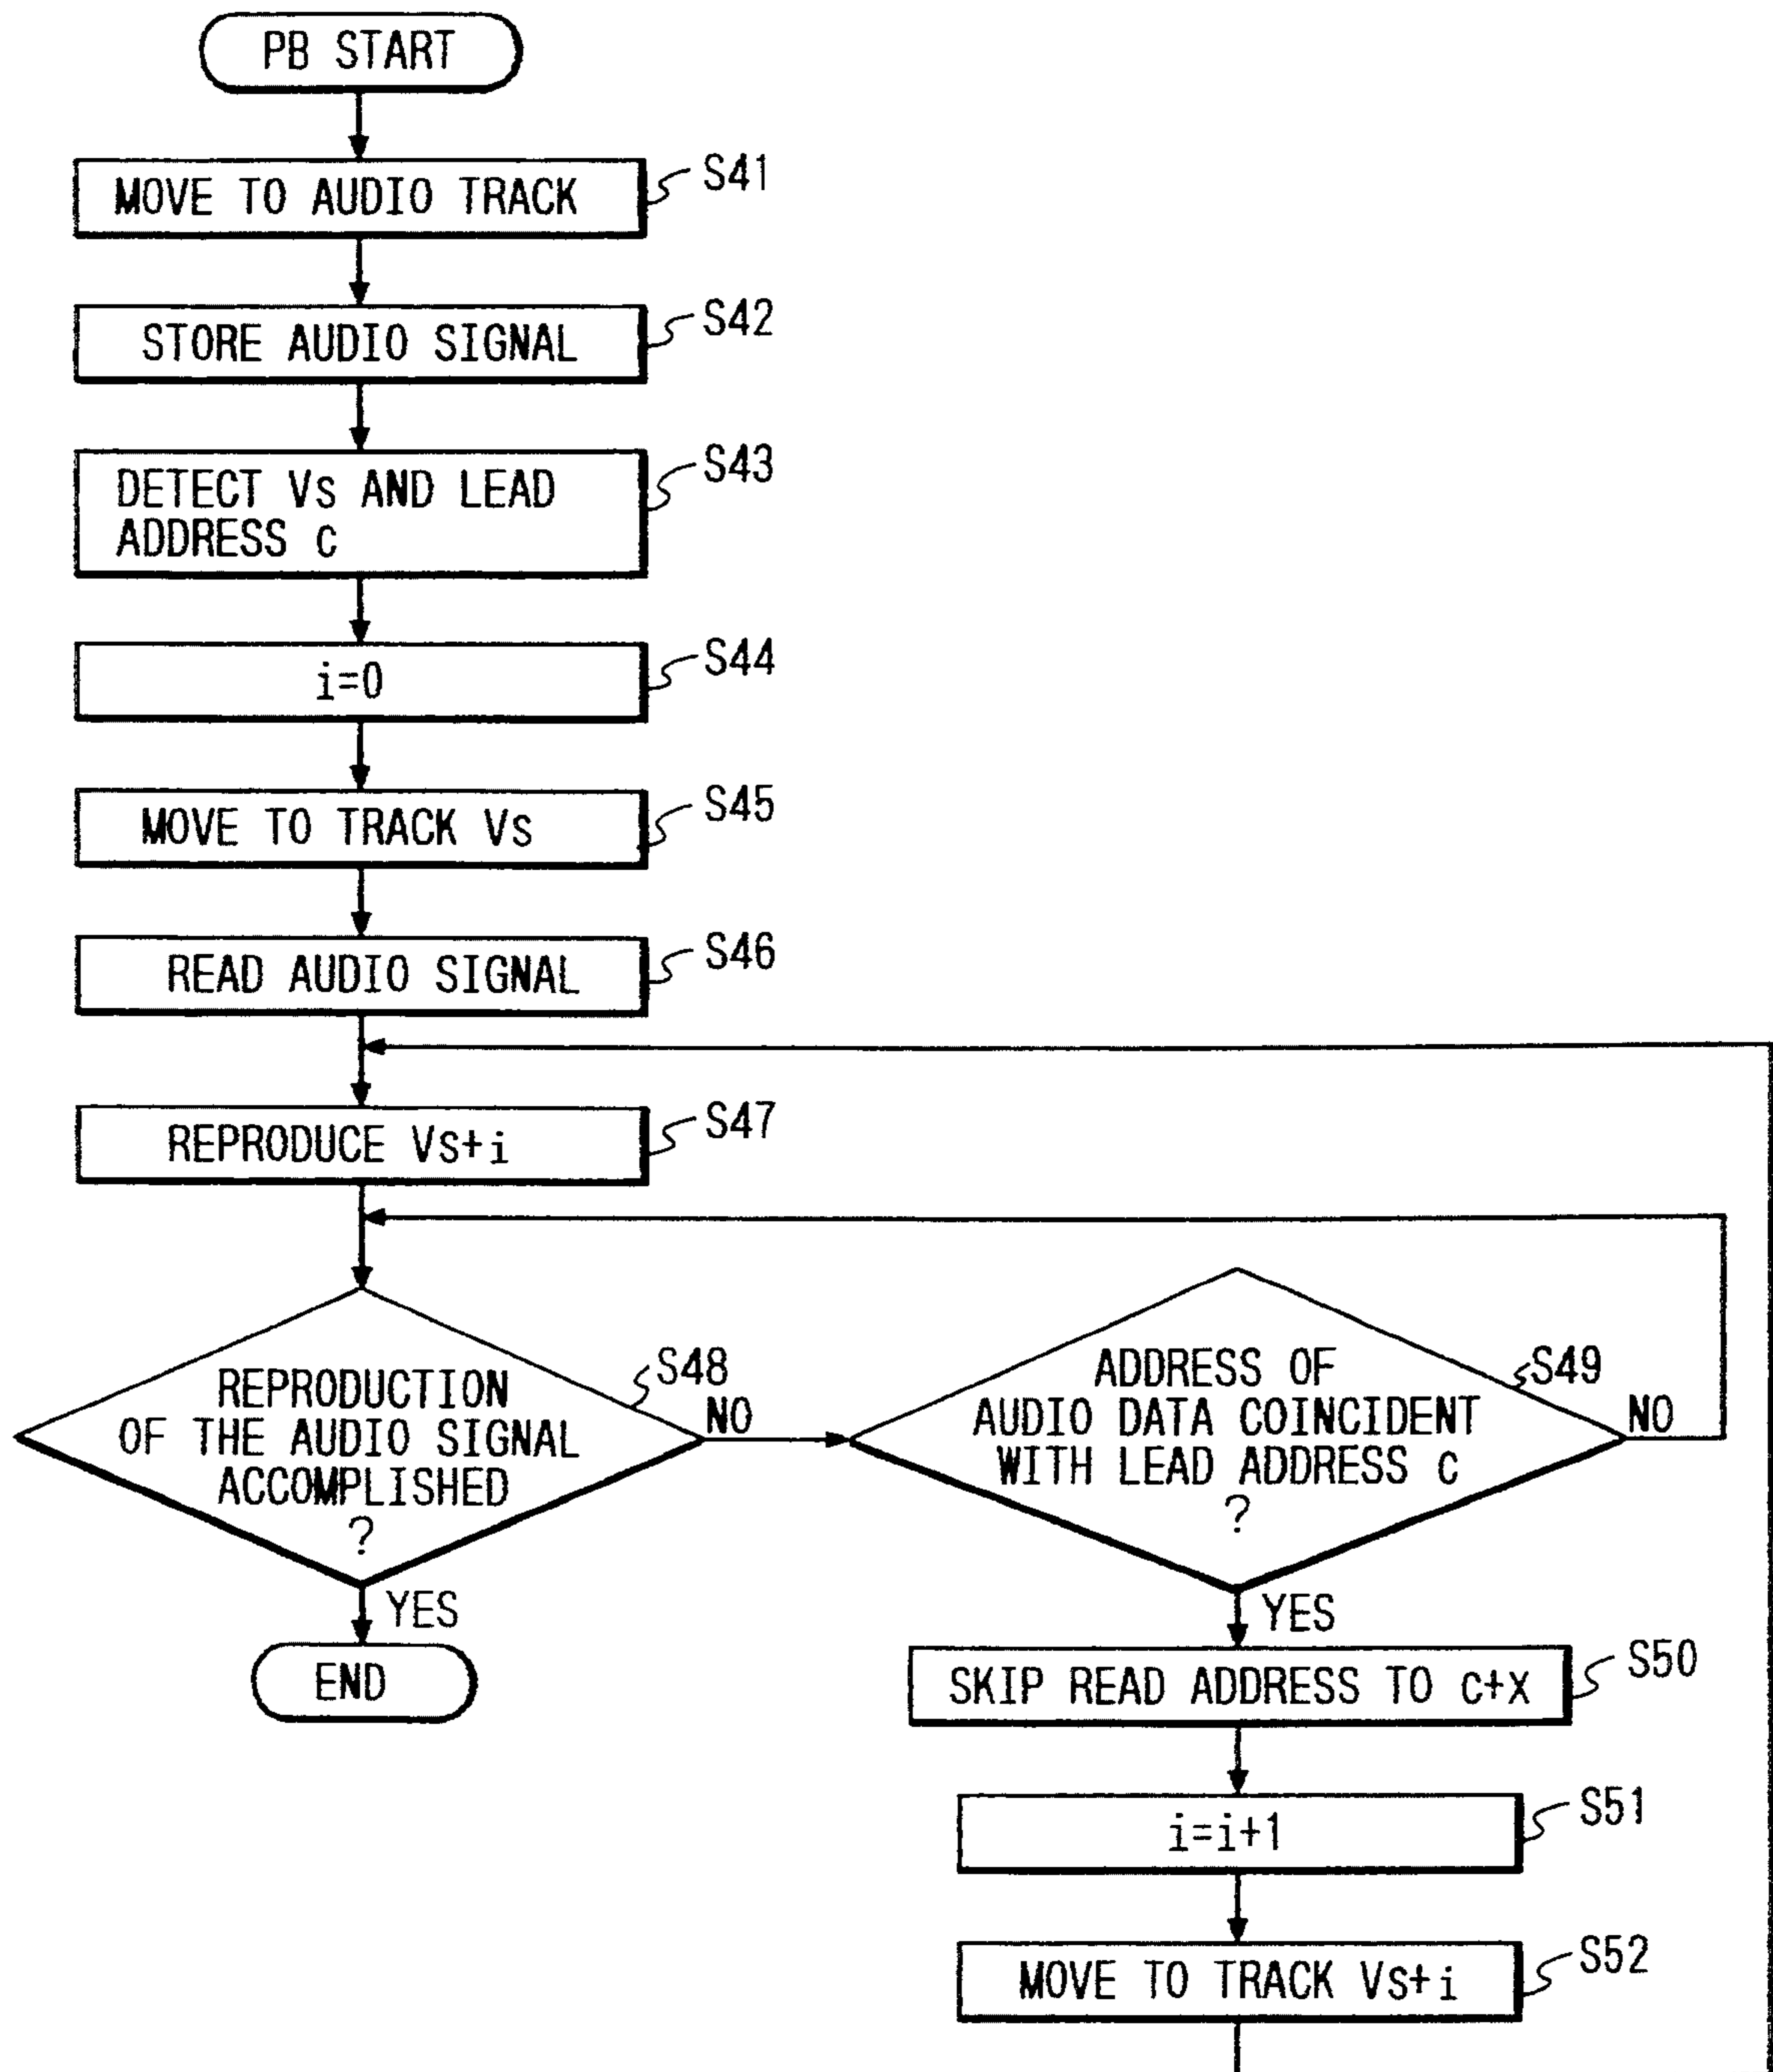 PB START
MOVE TO AUDIO TRACK
S41
STORE AUDIO SIGNAL
S42
DETECT Vs AND LEAD
ADDRESS c
S43
i=0
S44
MOVE TO TRACK Vs
S45
READ AUDIO SIGNAL
S46
REPRODUCE Vs+i
S47
REPRODUCTION
OF THE AUDIO SIGNAL
ACCOMPLISHED
?
S48
NO
YES
END
ADDRESS OF
AUDIO DATA COINCIDENT
WITH LEAD ADDRESS c
?
S49
NO
YES
SKIP READ ADDRESS TO c+x
S50
i=i+1
S51
MOVE TO TRACK Vs+i
S52